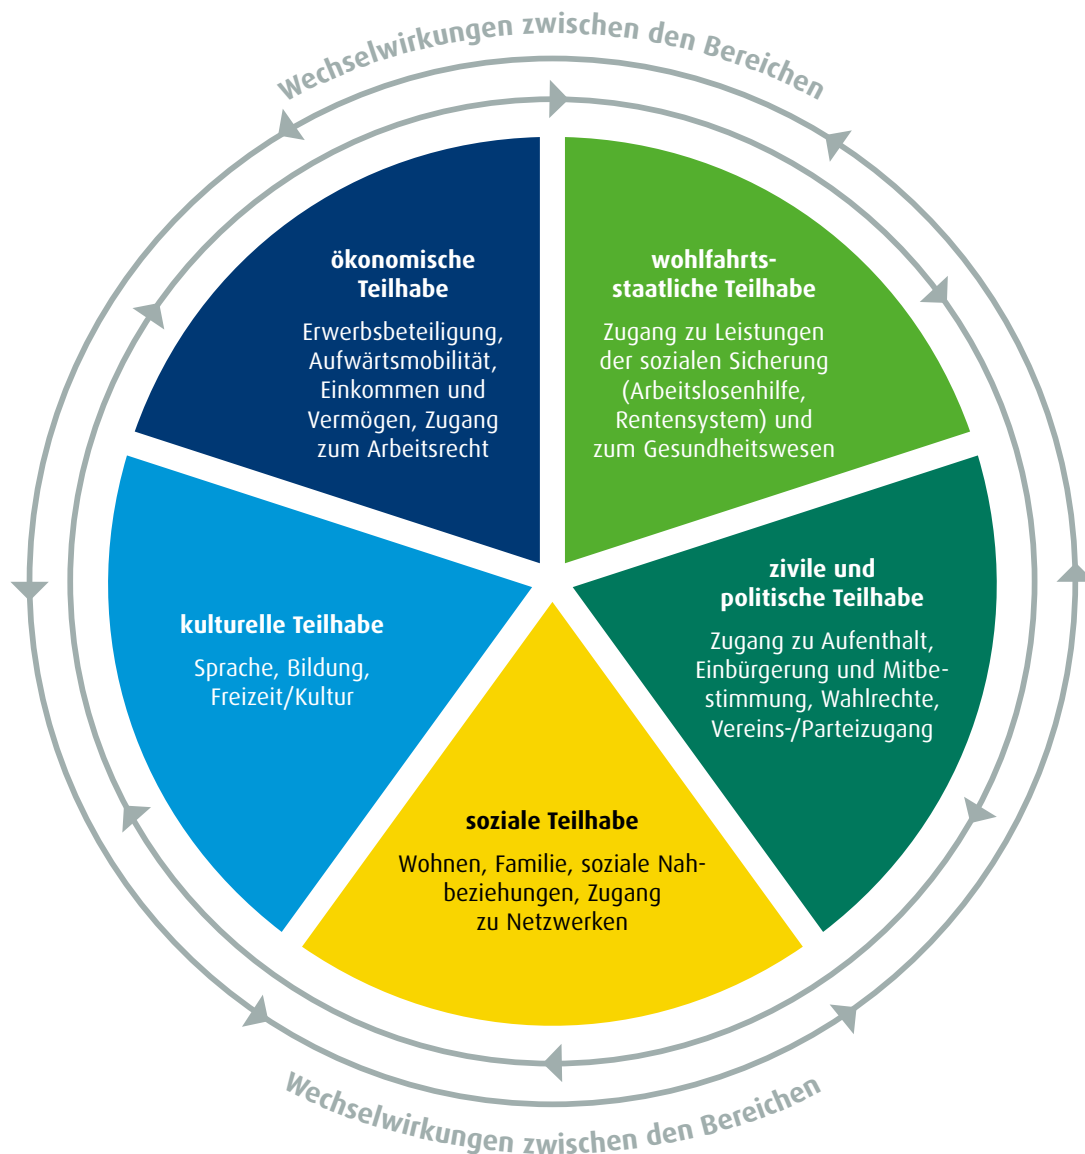 Wechselwirkungen zwischen den Bereichen
ökonomische
Teilhabe
Erwerbsbeteiligung,
Aufwärtsmobilität,
Einkommen und
Vermögen, Zugang
zum Arbeitsrecht
wohlfahrts-
staatliche Teilhabe
Zugang zu Leistungen
der sozialen Sicherung
(Arbeitslosenhilfe,
Rentensystem) und
zum Gesundheitswesen
zivile und
politische Teilhabe
Zugang zu Aufenthalt,
Einbürgerung und Mitbe-
stimmung, Wahlrechte,
Vereins-/Parteizugang
kulturelle Teilhabe
Sprache, Bildung,
Freizeit/Kultur
soziale Teilhabe
Wohnen, Familie, soziale Nah-
beziehungen, Zugang
zu Netzwerken
Wechselwirkungen zwischen den Bereichen